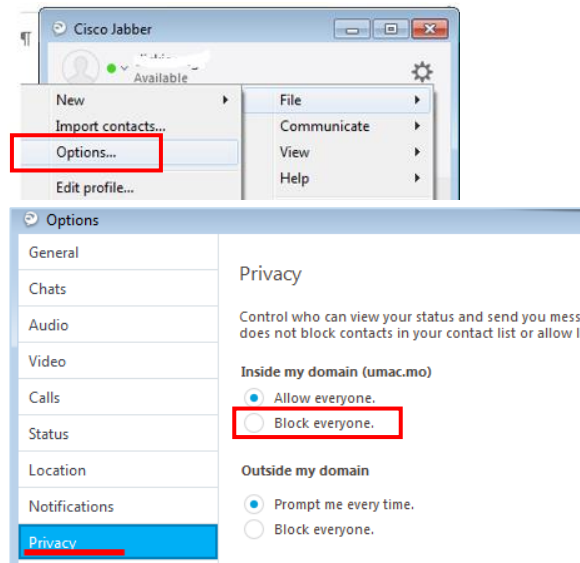 ¶
Cisco Jabber
Available
New
File
Import contacts...
Communicate
Options...
View
Edit profile...
Help
Options
General
Chats
Audio
Video
Calls
Status
Location
Notifications
Privacy
Privacy
Control who can view your status and send you mess
does not block contacts in your contact list or allow l
Inside my domain (umac.mo)
Allow everyone.
Block everyone.
Outside my domain
Prompt me every time.
Block everyone.